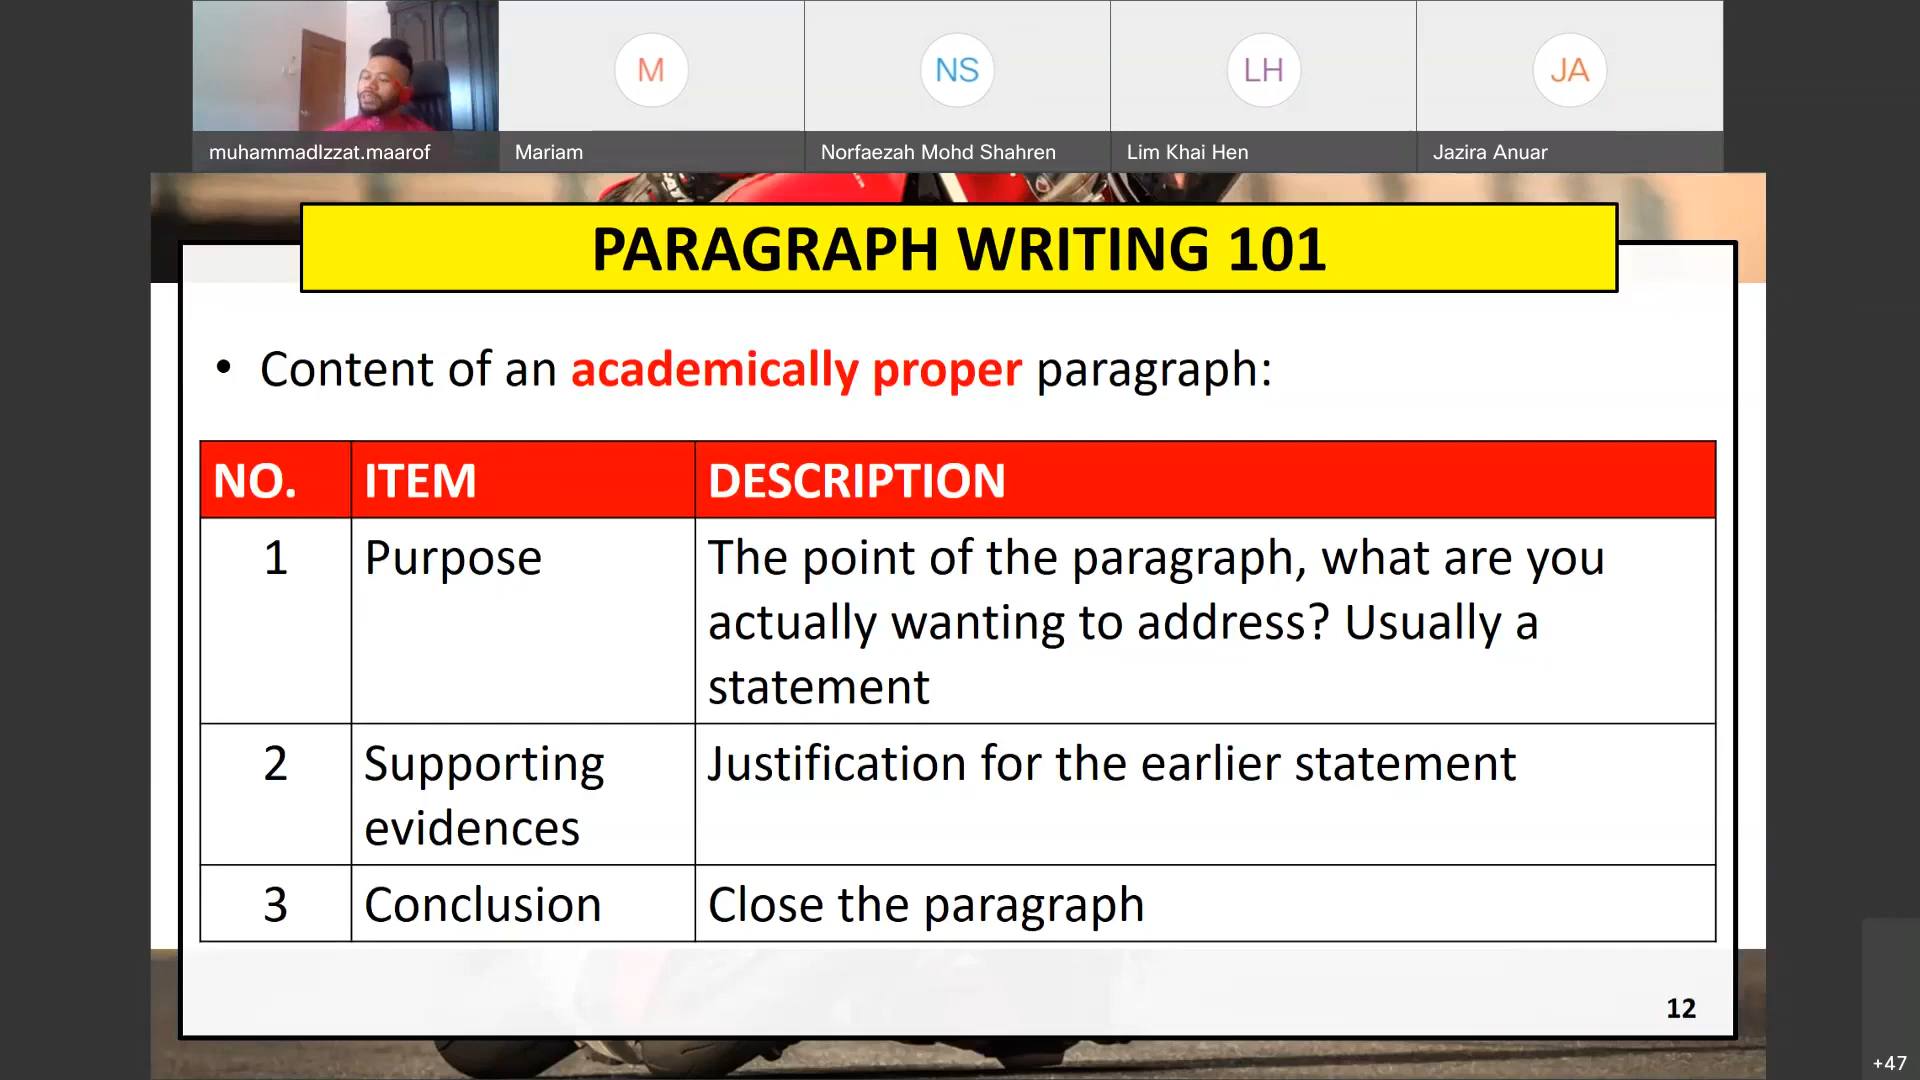 M
NS
LH
JA
muhammadIzzat.maarof
Mariam
Norfaezah Mohd Shahren
Lim Khai Hen
Jazira Anuar
PARAGRAPH WRITING 101
• Content of an academically proper paragraph:
NO.
ITEM
DESCRIPTION
1
Purpose
The point of the paragraph, what are you
actually wanting to address? Usually a
statement
2
Supporting
evidences
Justification for the earlier statement
3
Conclusion
Close the paragraph
12
+47